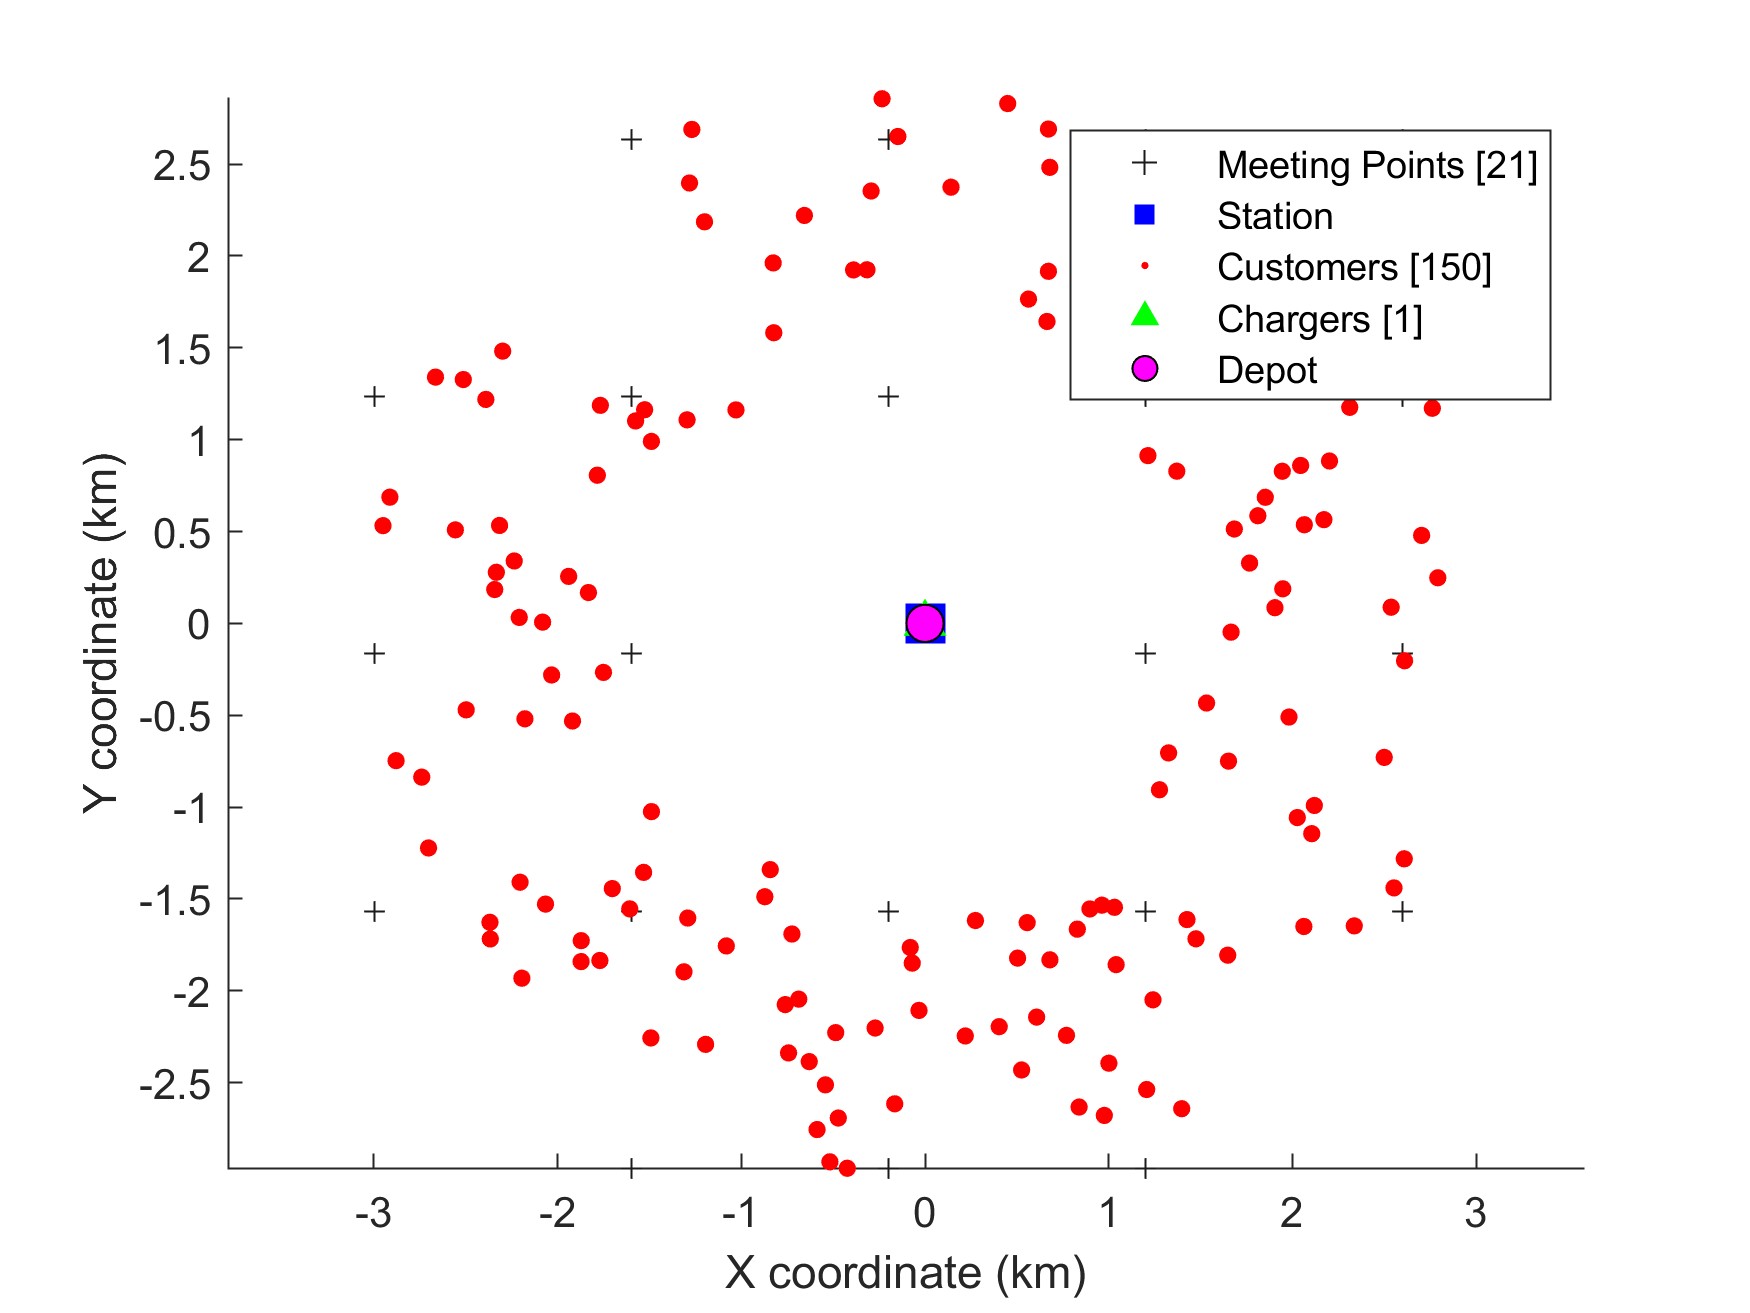 Meeting Points [21]
Station
Customers [150]
Chargers [1]
Depot
2.5
2
1.5
1
0.5
0
-0.5
-1
-1.5
-2
-2.5
Y coordinate (km)
-3
-2
-1
0
1
2
3
X coordinate (km)